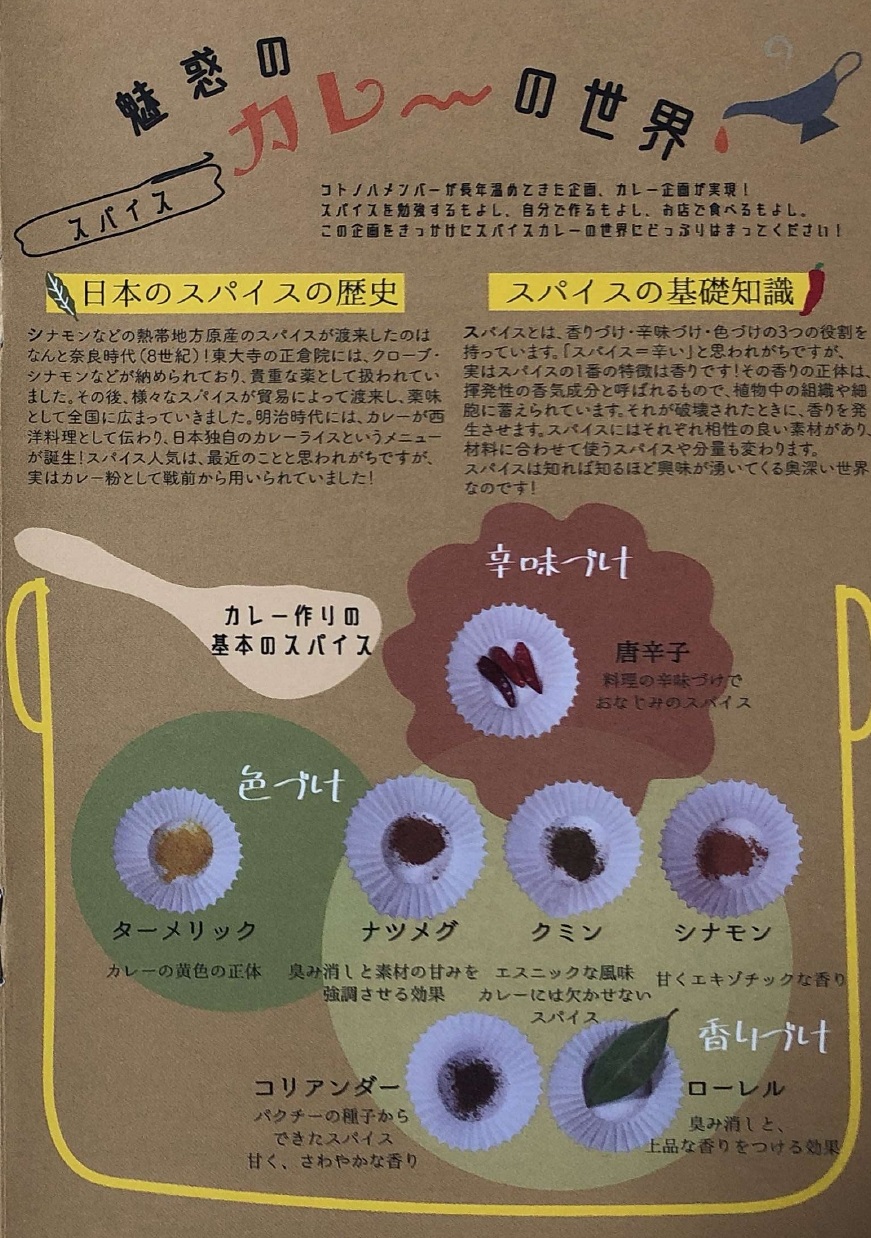 魅惑の
カレーの世界
スパイス
コトノハメンバーが長年温めてきた企画、カレー企画が実現！
スパイスを勉強するもよし、自分で作るもよし、お店で食べるもよし。
この企画をきっかけにスパイスカレーの世界にどっぷりはまってください！
日本のスパイスの歴史
シナモンなどの熱帯地方原産のスパイスが渡来したのは
なんと奈良時代（8世紀）！東大寺の正倉院には、クローブ・
シナモンなどが納められており、貴重な薬として扱われてい
ました。その後、様々なスパイスが貿易によって渡来し、薬味
として全国に広まっていきました。明治時代には、カレーが西
洋料理として伝わり、日本独自のカレーライスというメニュー
が誕生！スパイス人気は、最近のことと思われがちですが、
実はカレー粉として戦前から用いられていました！
スパイスの基礎知識
スパイスとは、香りづけ・辛味づけ・色づけの3つの役割を
持っています。「スパイス＝辛い」と思われがちですが、
実はスパイスの1番の特徴は香りです！その香りの正体は、
揮発性の香気成分と呼ばれるもので、植物中の組織や細
胞に蓄えられています。それが破壊されたときに、香りを発
生させます。スパイスにはそれぞれ相性の良い素材があり、
材料に合わせて使うスパイスや分量も変わります。
スパイスは知れば知るほど興味が湧いてくる奥深い世界
なのです！
カレー作りの
基本のスパイス
辛味づけ
唐辛子
料理の辛味づけで
おなじみのスパイス
色づけ
ターメリック
カレーの黄色の正体
ナツメグ
臭み消しと素材の甘みを
強調させる効果
クミン
エスニックな風味
カレーには欠かせない
スパイス
シナモン
甘くエキゾチックな香り
香りづけ
コリアンダー
パクチーの種子から
できたスパイス
甘く、さわやかな香り
ローレル
臭み消しと、
上品な香りをつける効果